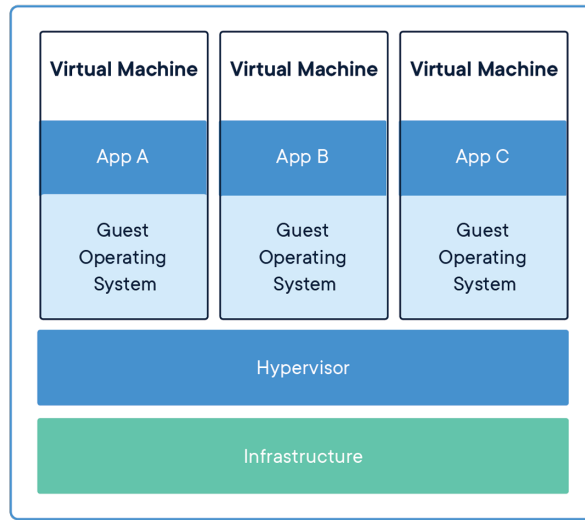 Virtual Machine
Virtual Machine
Virtual Machine
App A
App B
App C
Guest
Operating
System
Guest
Operating
System
Guest
Operating
System
Hypervisor
Infrastructure